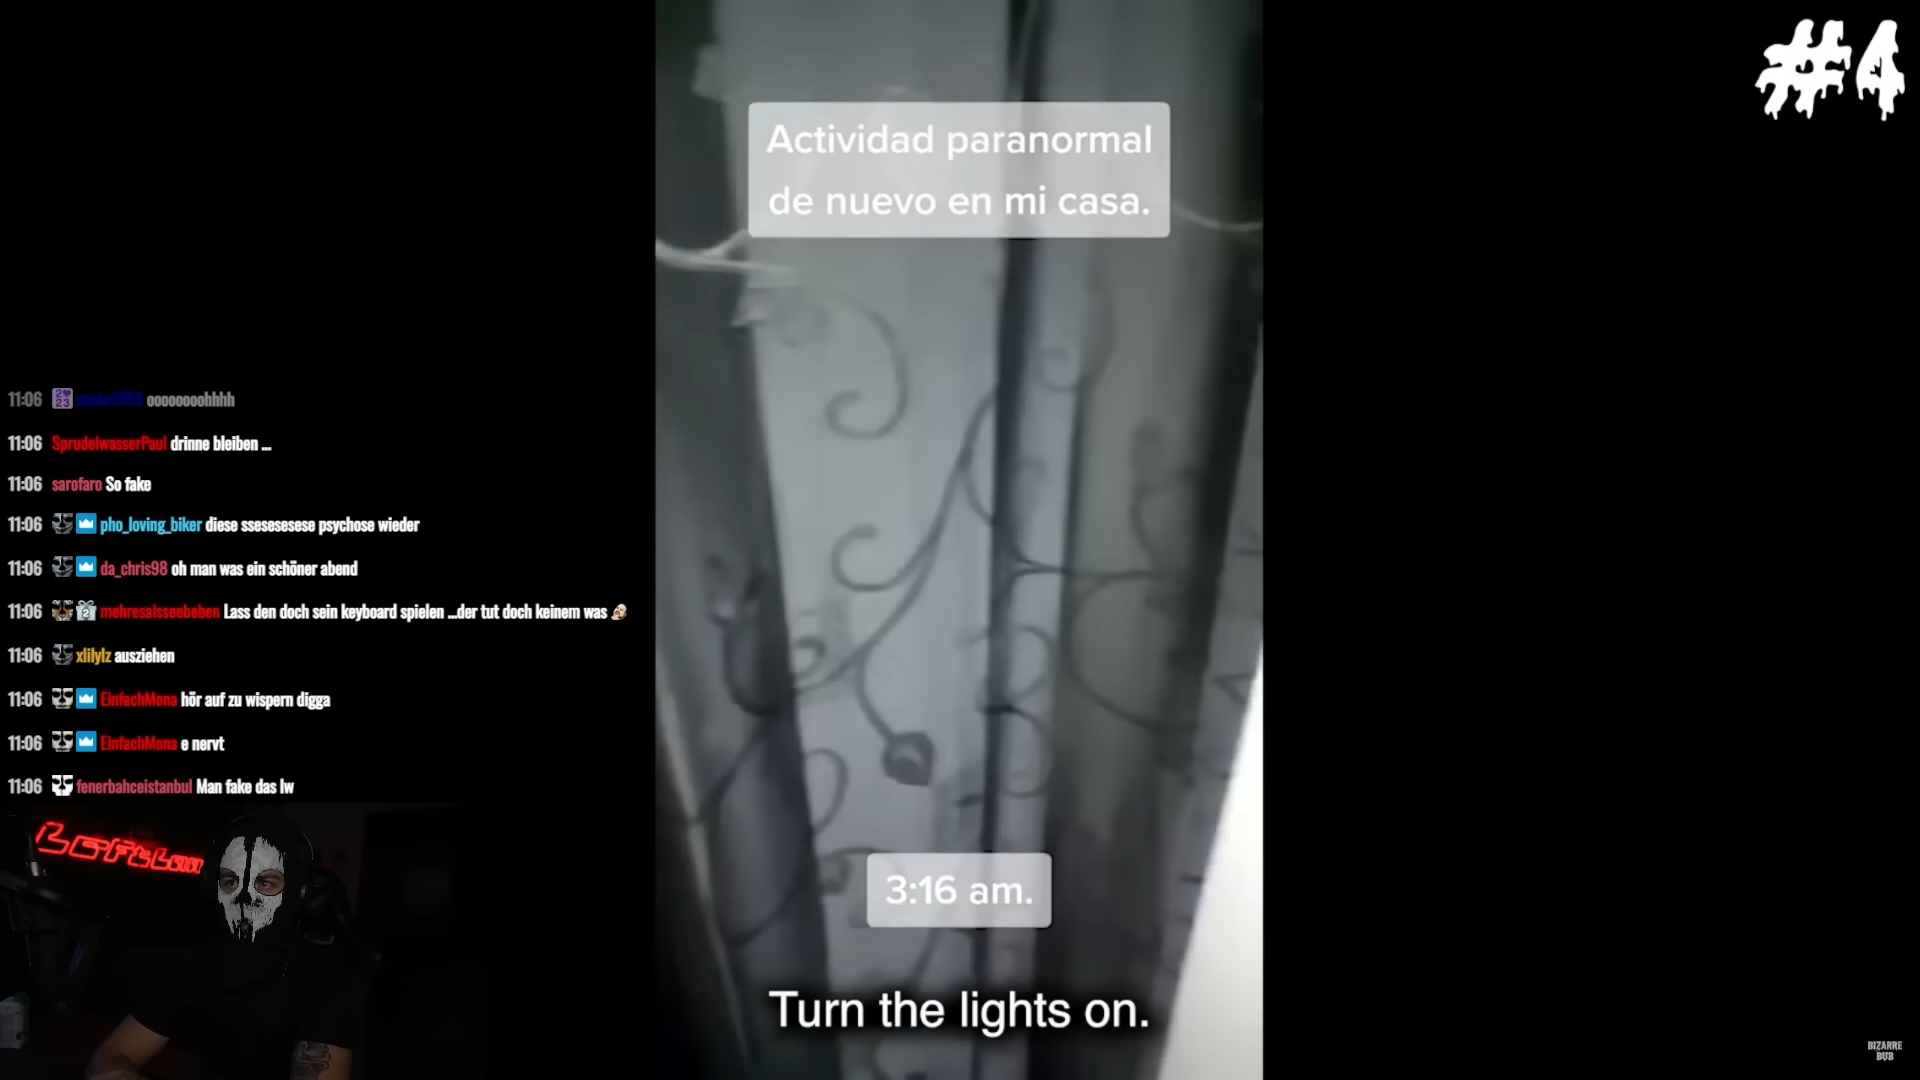 #4
Actividad paranormal
de nuevo en mi casa.
11:06 oooooooohhhh
11:06 SprudelwasserPaul drinne bleiben ...
11:06 sarofaro So fake
11:06 pho_loving_biker diese ssesesesese psychose wieder
11:06 da_chris98 oh man was ein schöner abend
11:06 mehresalsseebeben Lass den doch sein keyboard spielen ...der tut doch keinem was
11:06 xlilylz ausziehen
11:06 EinfachMona hör auf zu wispern digga
11:06 EinfachMona e nervt
11:06 fenerbahceistanbul Man fake das lw
3:16 am.
Turn the lights on.
BIZARRE
BUB